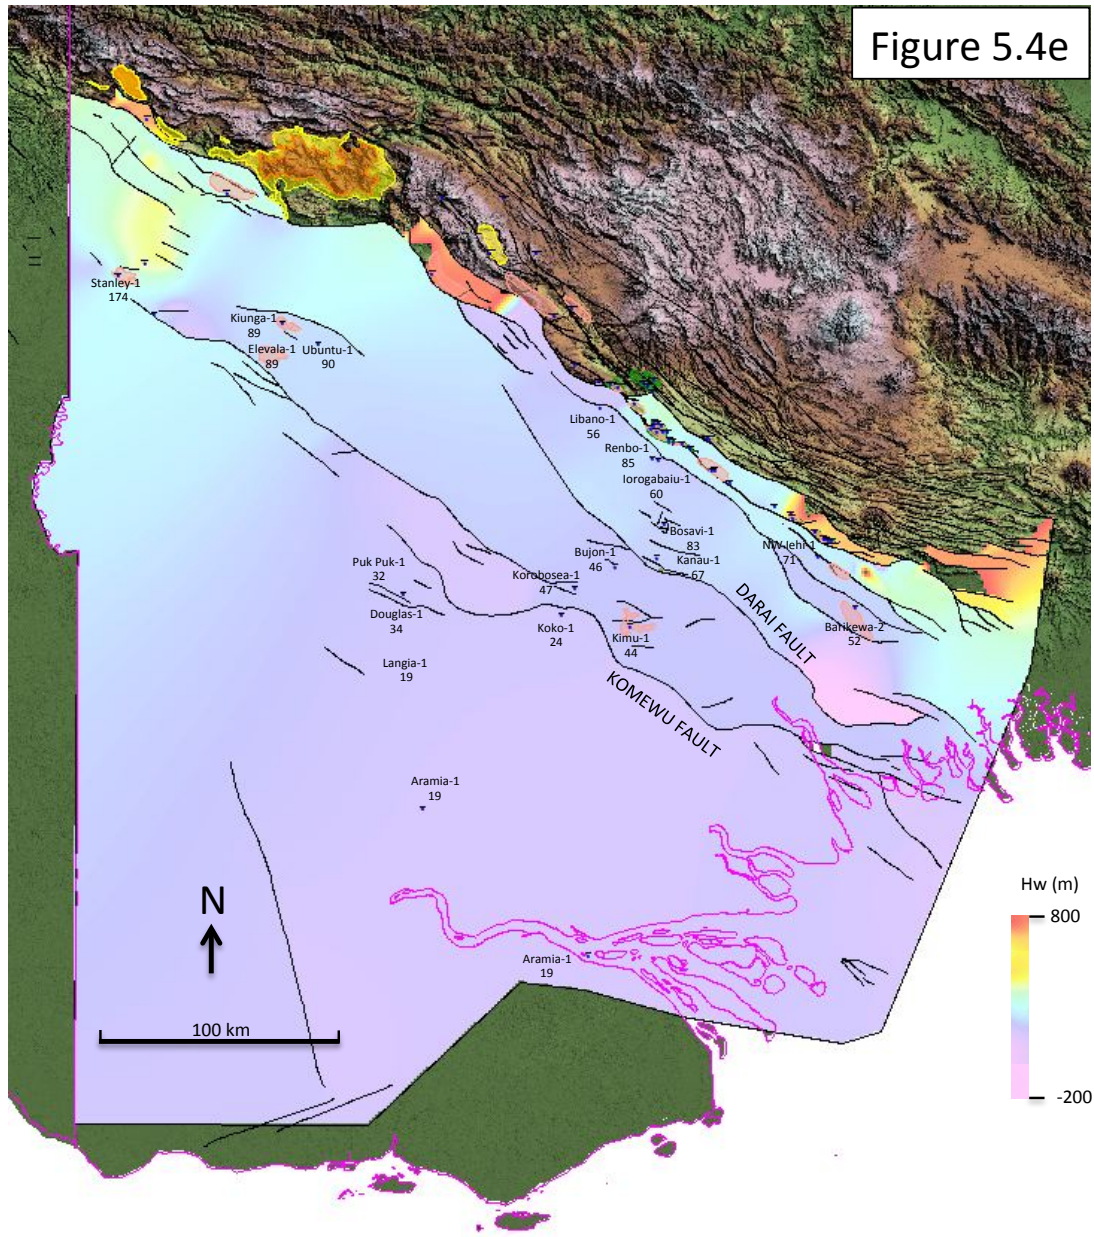 Figure 5.4e
Stanley-1
174
Kiunga-1
89
Elevala-1
89
Ubuntu-1
90
Libano-1
56
Renbo-1
85
Iorogabaiu-1
60
Bosavi-1
83
Kanau-1
67
Bujon-1
46
NW Iehi-1
71
Puk Puk-1
32
Korobosea-1
47
Douglas-1
34
Koko-1
24
Kimu-1
44
Barikewa-2
52
DARAI FAULT
KOMEWU FAULT
Langia-1
19
Aramia-1
19
N
Aramia-1
19
100 km
Hw (m)
800
-200